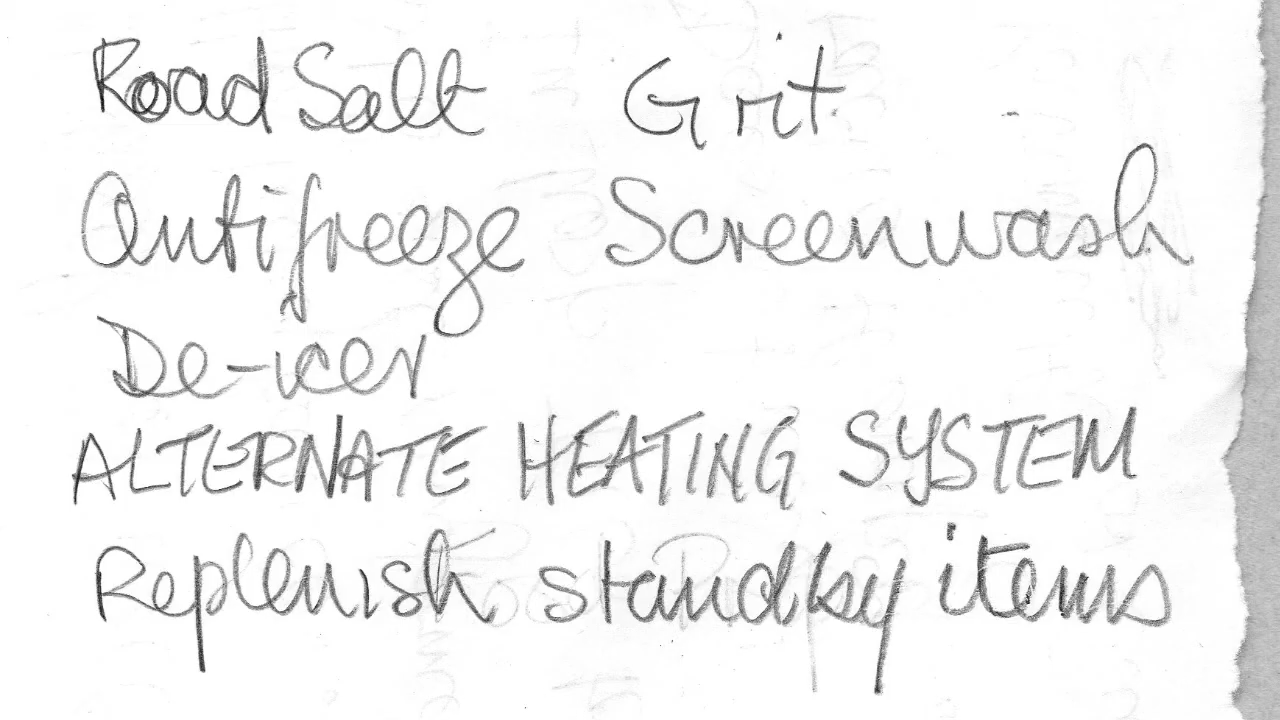 Road Salt Grit
Antifreeze Screenwash
De-icer
ALTERNATE HEATING SYSTEM
Replenish standby items